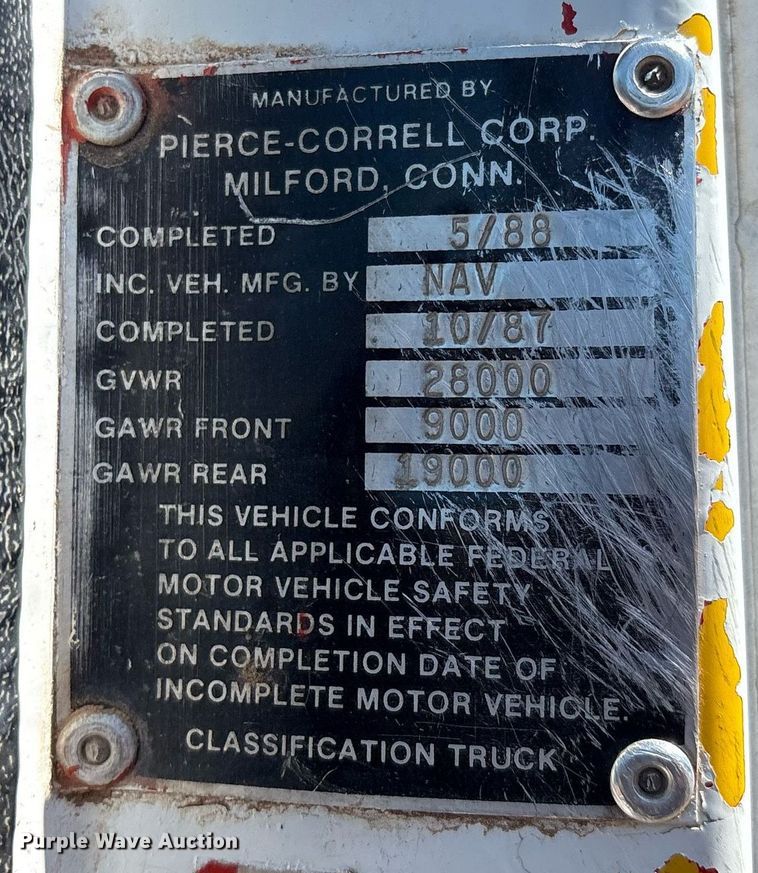 MANUFACTURED BY
PIERCE-CORRELL CORP.
MILFORD, CONN.
COMPLETED 5/88
INC. VEH. MFG. BY NAV
COMPLETED 10/87
GVWR 28000
GAWR FRONT 9000
GAWR REAR 19000
THIS VEHICLE CONFORMS
TO ALL APPLICABLE FEDERAL
MOTOR VEHICLE SAFETY
STANDARDS IN EFFECT
ON COMPLETION DATE OF
INCOMPLETE MOTOR VEHICLE.
CLASSIFICATION TRUCK
Purple Wave Auction